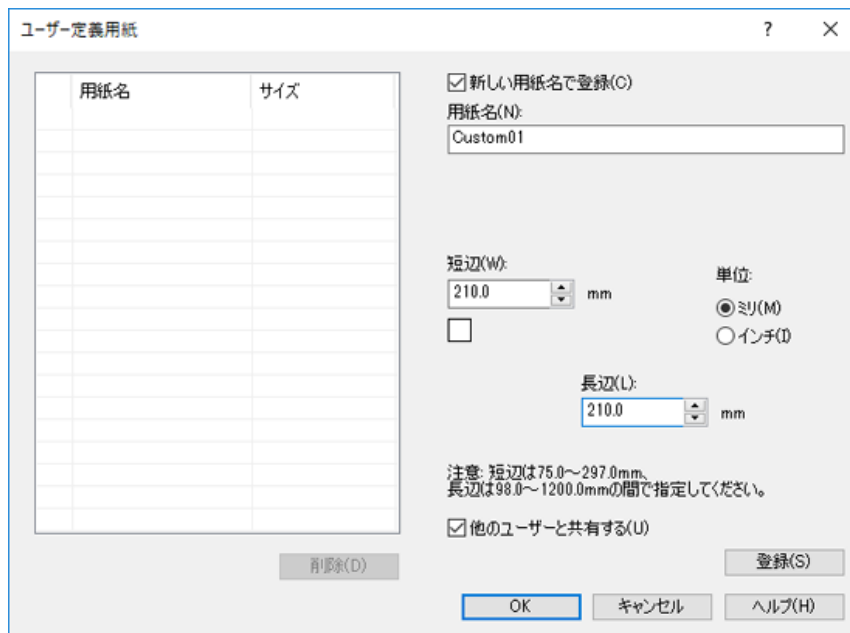 ユーザー定義用紙
?
用紙名
サイズ
新しい用紙名で登録(C)
用紙名(N):
Custom01
短辺(W):
210.0
mm
単位:
ミリ(M)
インチ(I)
長辺(L):
210.0
mm
注意: 短辺は75.0～297.0mm、
長辺は98.0～1200.0mmの間で指定してください。
他のユーザーと共有する(U)
削除(D)
登録(S)
OK
キャンセル
ヘルプ(H)